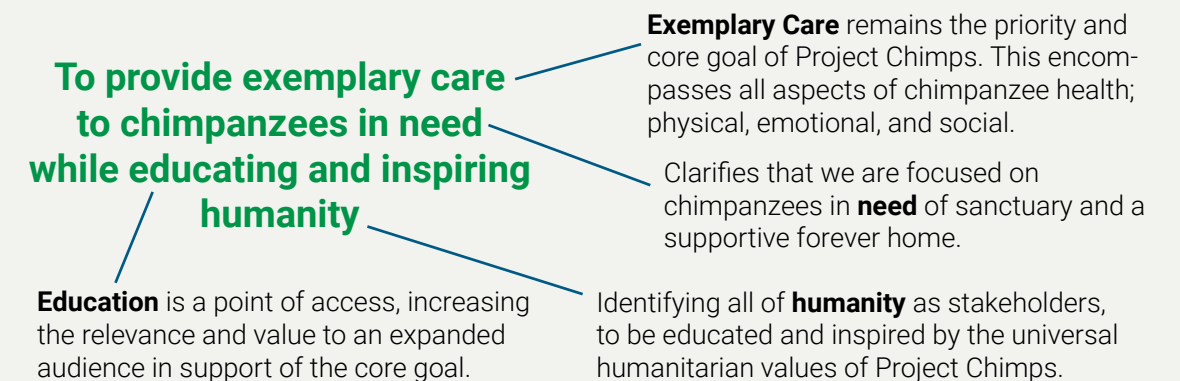 Exemplary Care remains the priority and
core goal of Project Chimps. This encom-
passes all aspects of chimpanzee health;
physical, emotional, and social.
To provide exemplary care
to chimpanzees in need
while educating and inspiring
humanity
Clarifies that we are focused on
chimpanzees in need of sanctuary and a
supportive forever home.
Education is a point of access, increasing
the relevance and value to an expanded
audience in support of the core goal.
Identifying all of humanity as stakeholders,
to be educated and inspired by the universal
humanitarian values of Project Chimps.